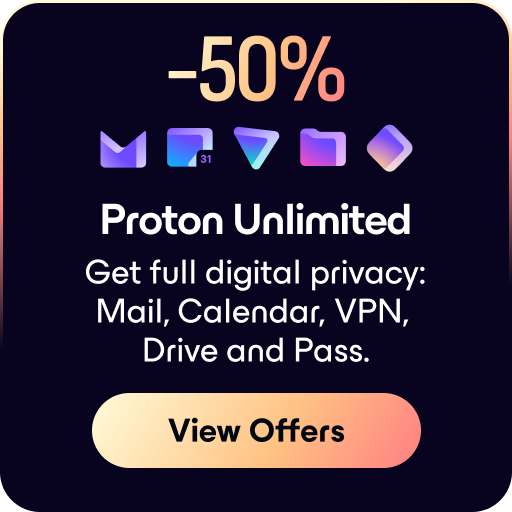 -50%
31
Proton Unlimited
Get full digital privacy:
Mail, Calendar, VPN,
Drive and Pass.
View Offers